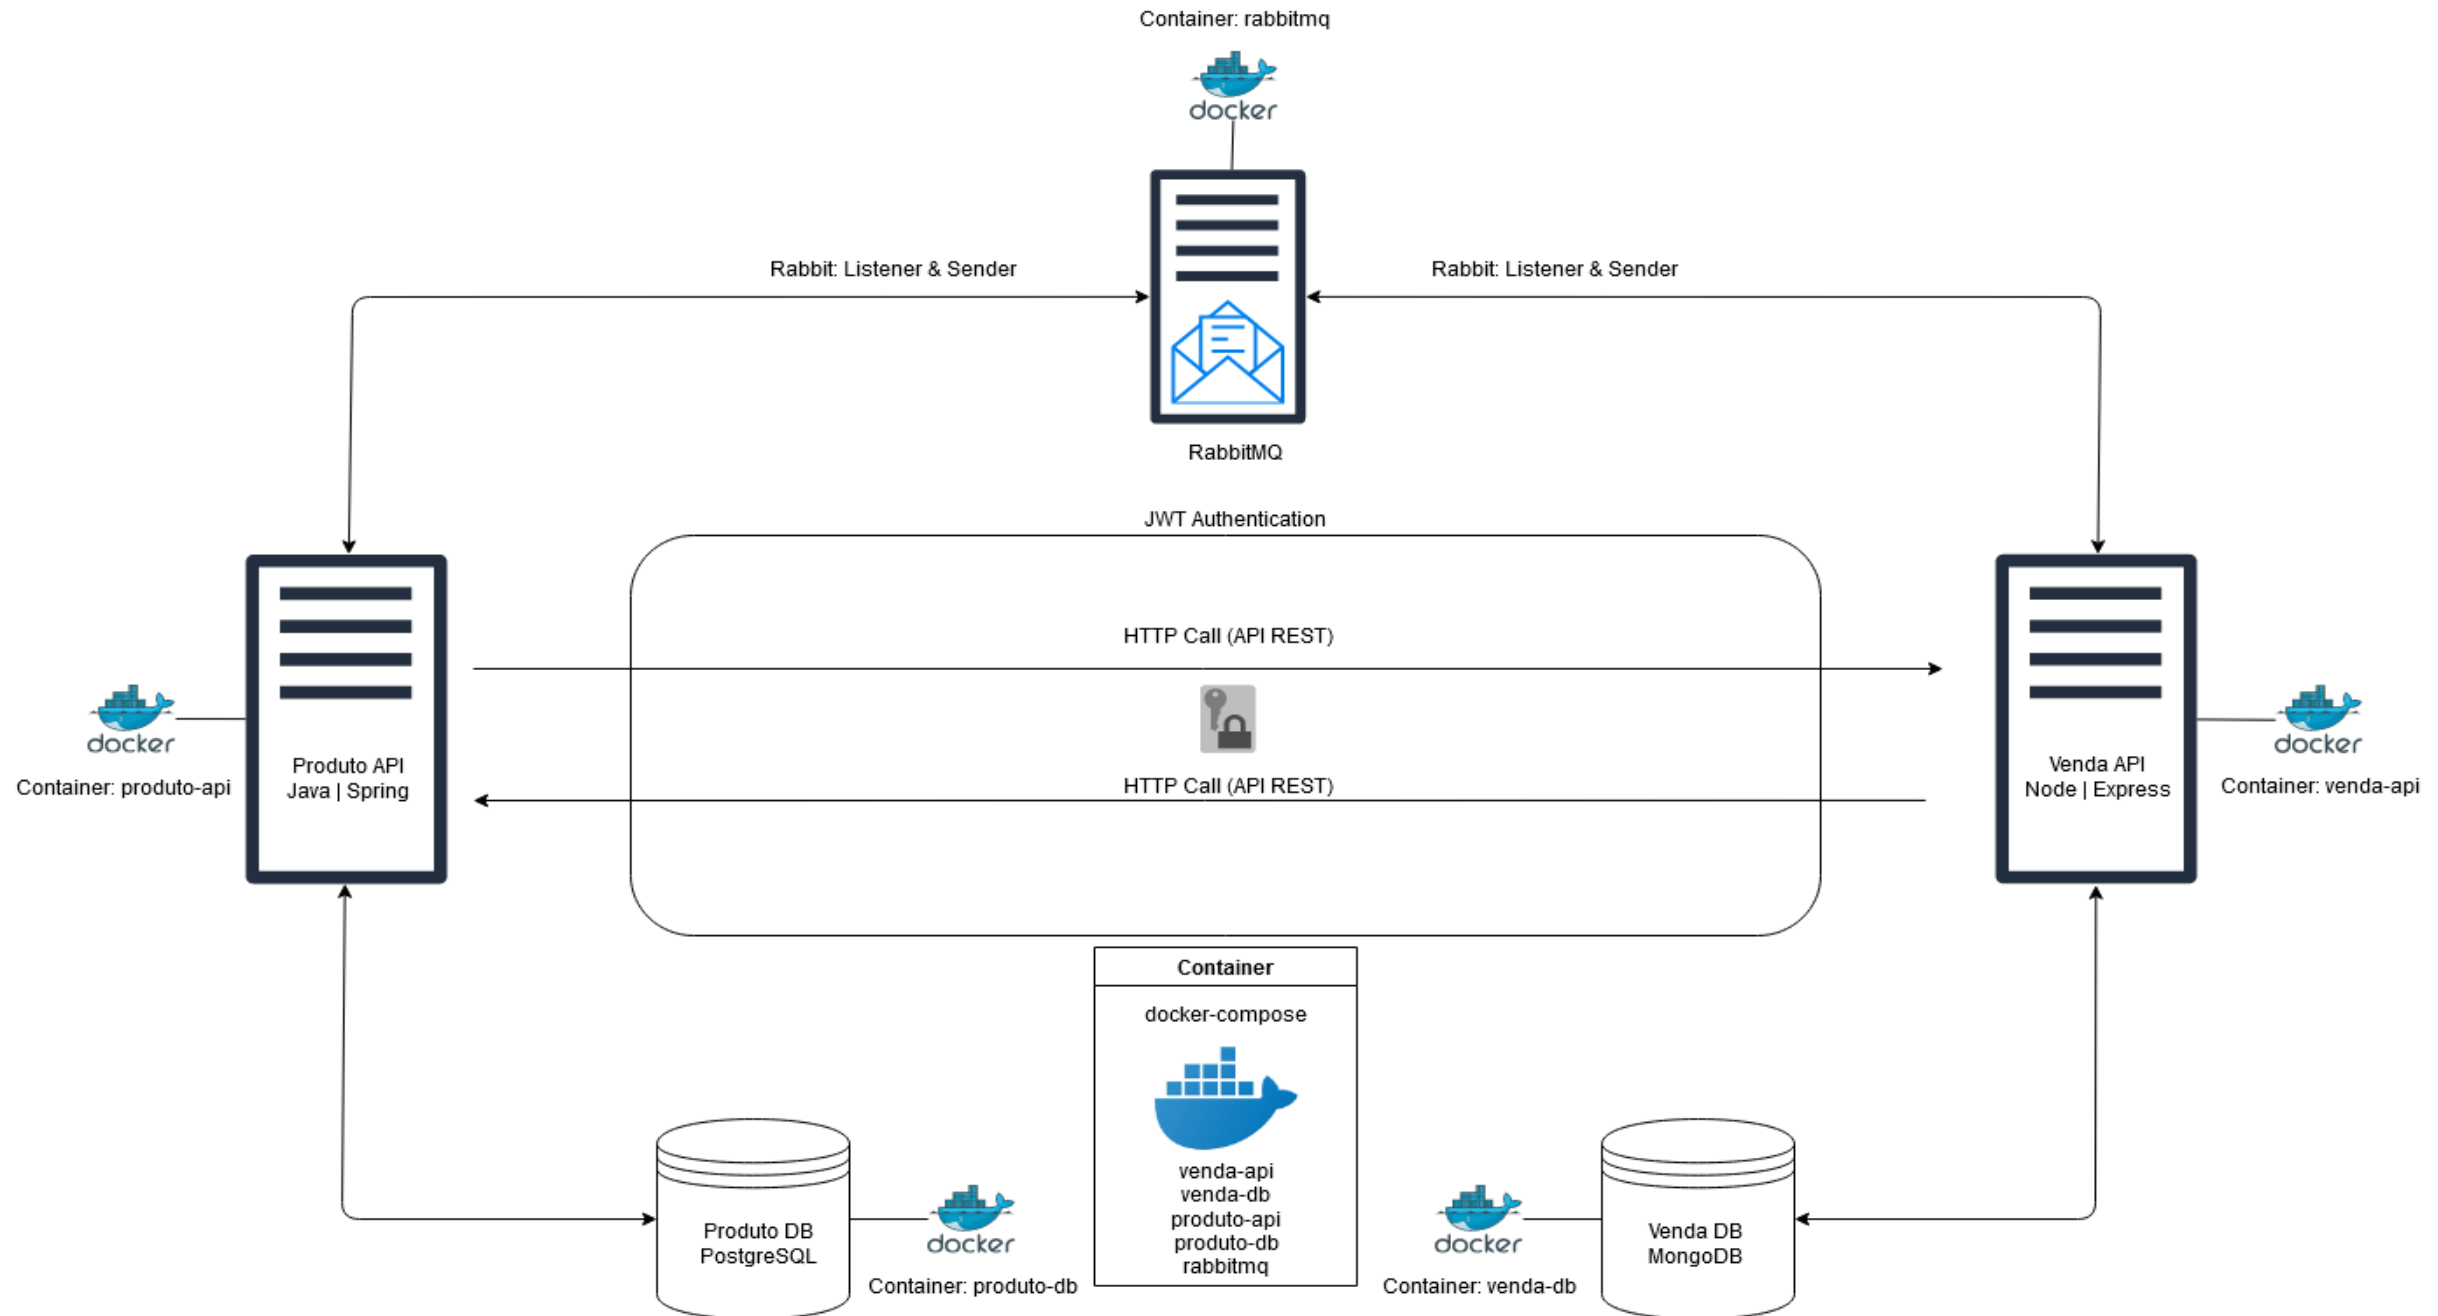 Container: rabbitmq
docker
Rabbit: Listener & Sender
Rabbit: Listener & Sender
RabbitMQ
JWT Authentication
HTTP Call (API REST)
HTTP Call (API REST)
docker
Container: produto-api
Produto API
Java | Spring
Venda API
Node | Express
docker
Container: venda-api
Container
docker-compose
venda-api
venda-db
produto-api
produto-db
rabbitmq
Produto DB
PostgreSQL
docker
Container: produto-db
docker
Container: venda-db
Venda DB
MongoDB